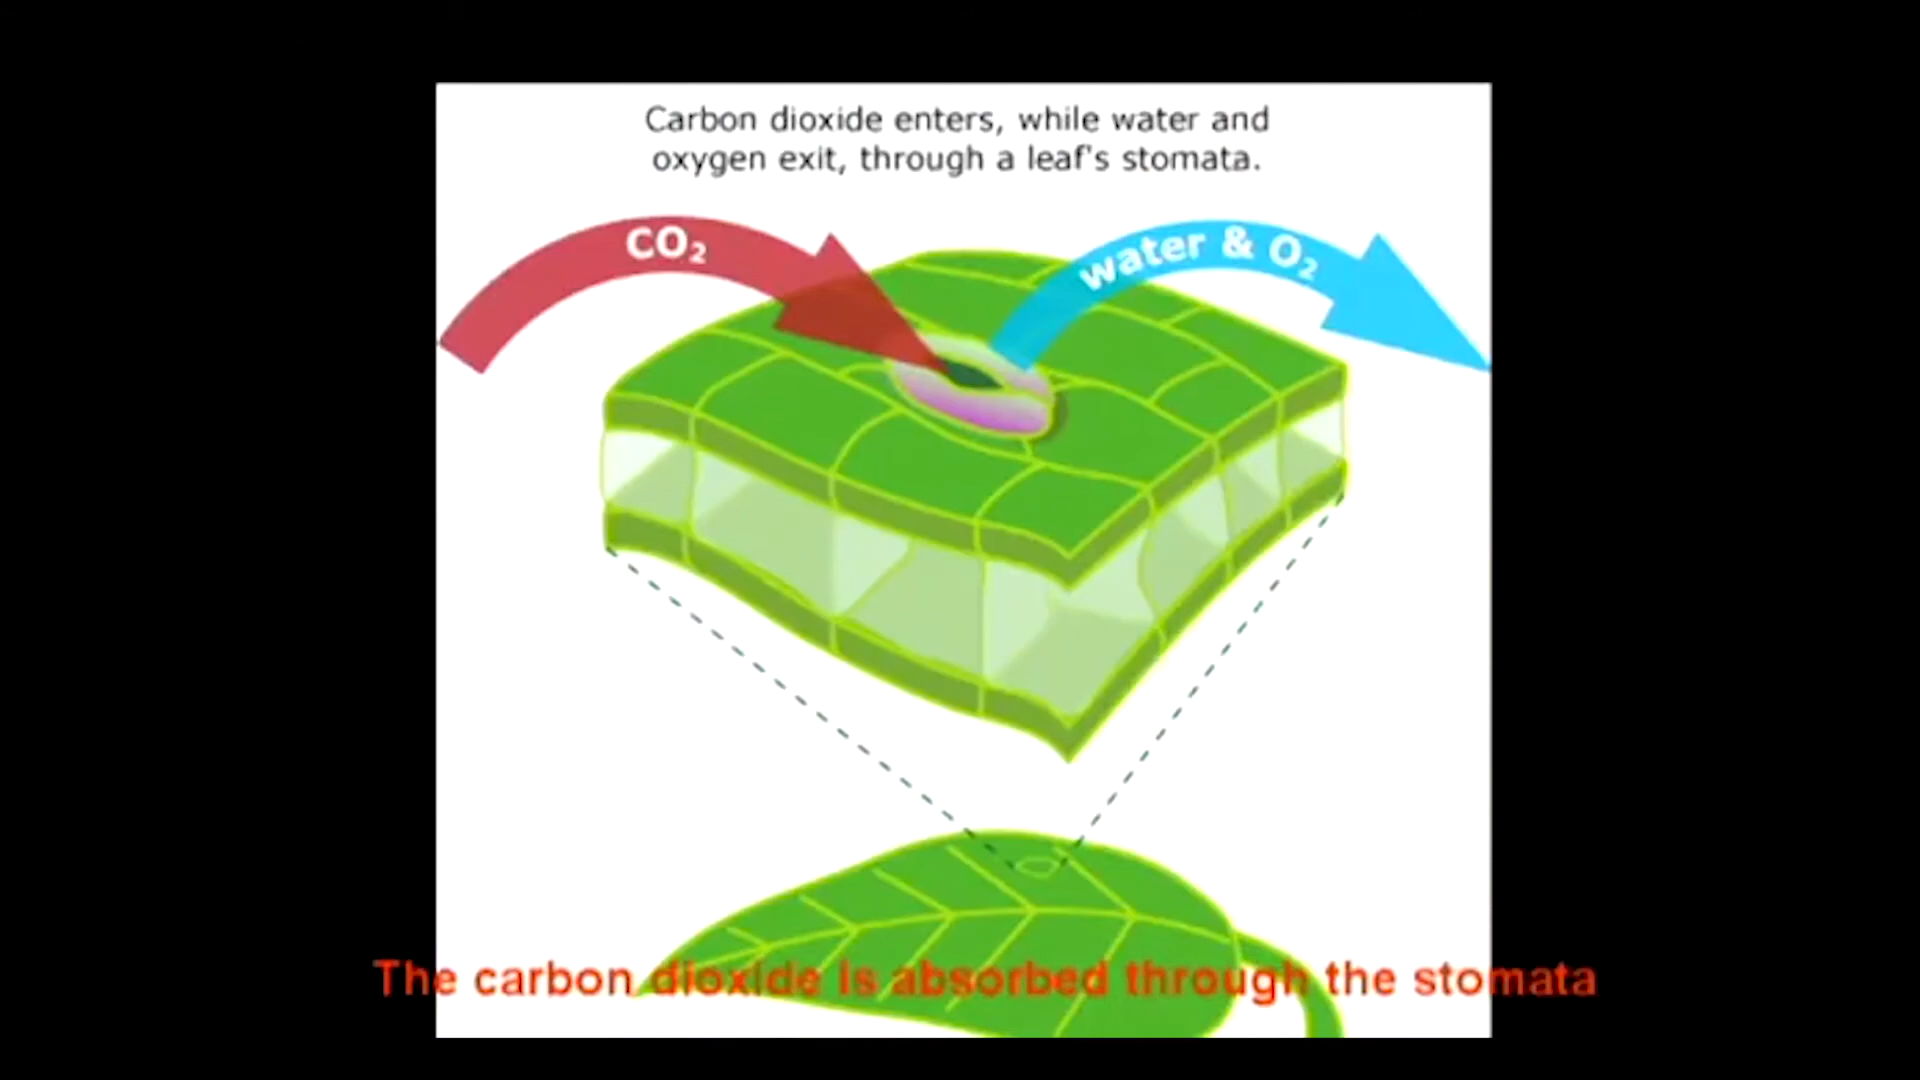 Carbon dioxide enters, while water and
oxygen exit, through a leaf's stomata.
CO₂
water & O₂
The carbon dioxide is absorbed through the stomata